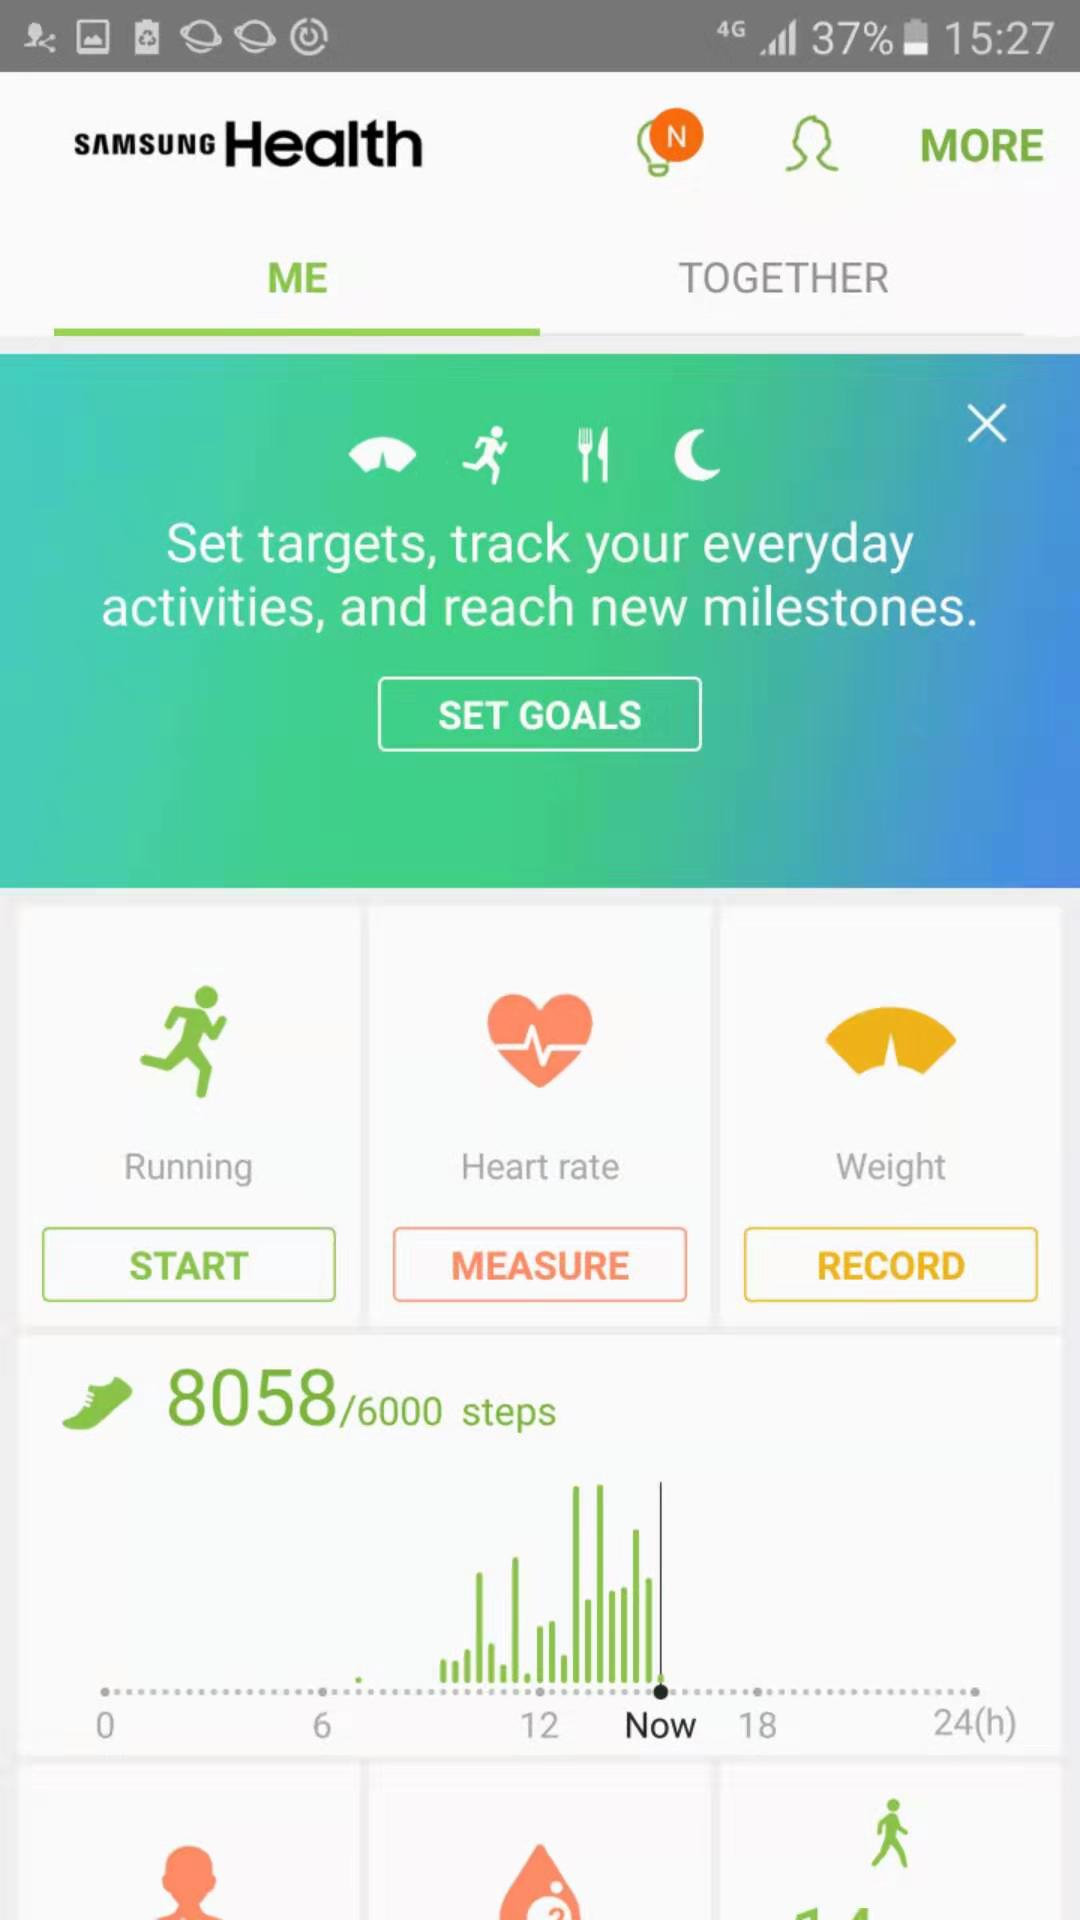 4G 37% 15:27
SAMSUNG Health N MORE
ME TOGETHER
Set targets, track your everyday
activities, and reach new milestones.
SET GOALS
Running Heart rate Weight
START MEASURE RECORD
8058/6000 steps
0 6 12 Now 18 24(h)